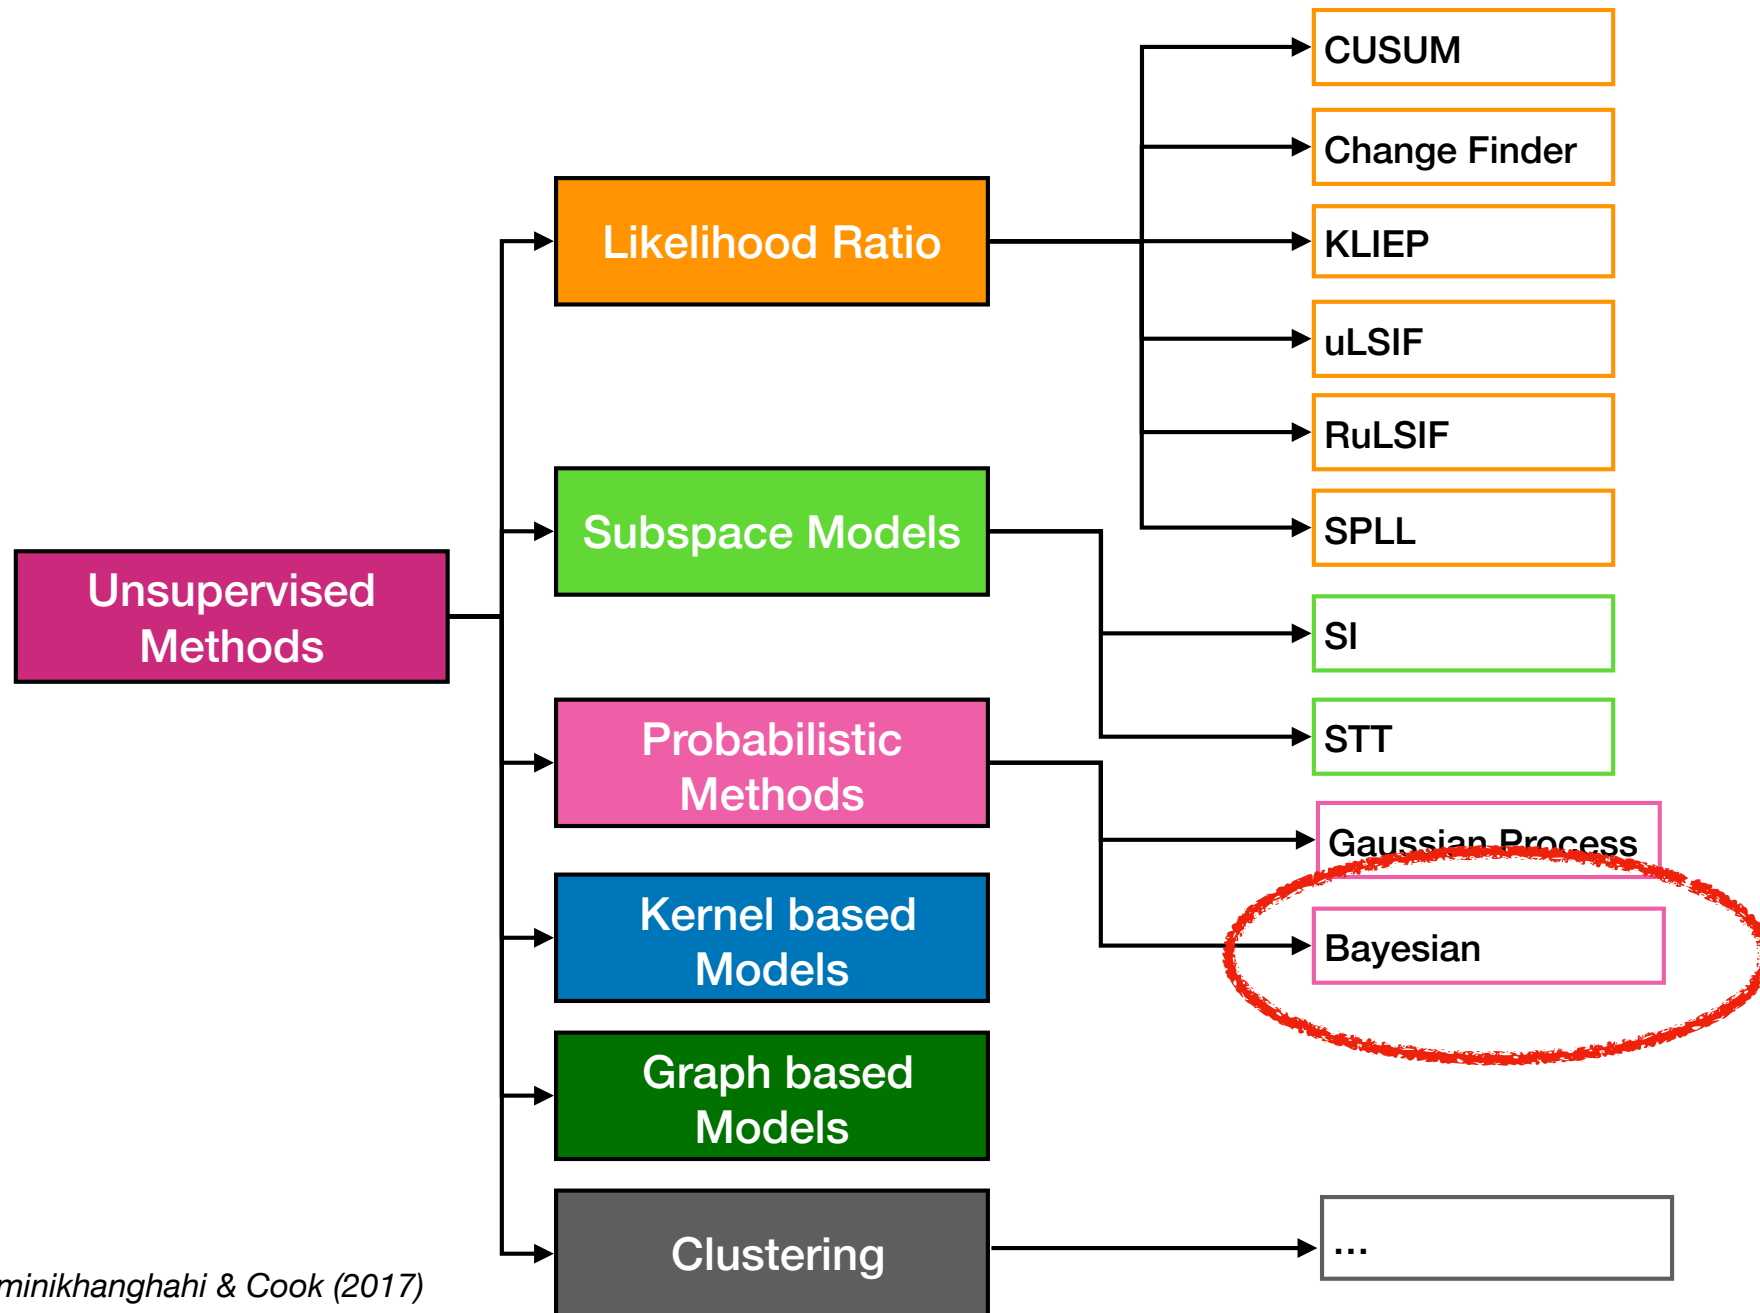 Unsupervised
Methods
Likelihood Ratio
Subspace Models
Probabilistic
Methods
Kernel based
Models
Graph based
Models
Clustering
CUSUM
Change Finder
KLIEP
uLSIF
RuLSIF
SPLL
SI
STT
Gaussian Process
Bayesian
...
minikhanghahi & Cook (2017)